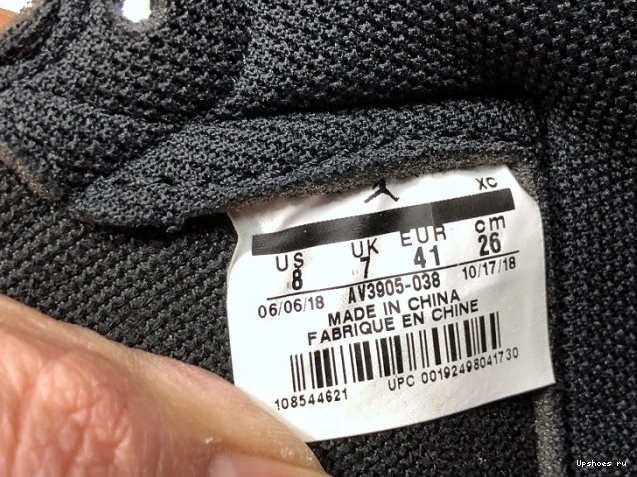 XC
US UK EUR cm
8 7 41 26
06/06/18 AV3905-038 10/17/18
MADE IN CHINA
FABRIQUE EN CHINE
108544621 UPC 00192498041730
Upshoes ru